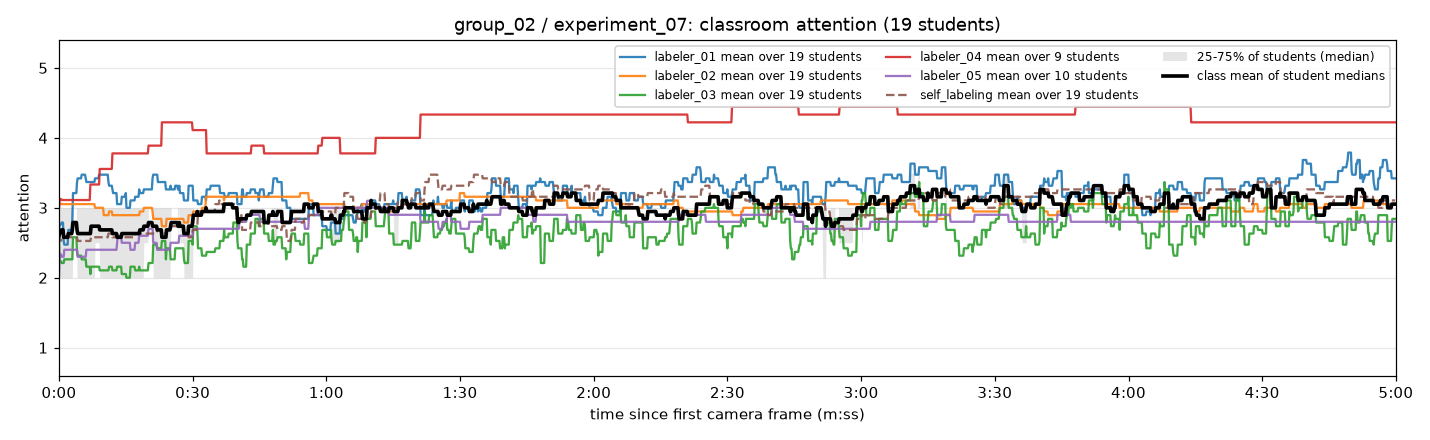 group_02 / experiment_07: classroom attention (19 students)
labeler_01 mean over 19 students
labeler_02 mean over 19 students
labeler_03 mean over 19 students
labeler_04 mean over 9 students
labeler_05 mean over 10 students
self_labeling mean over 19 students
25-75% of students (median)
class mean of student medians
attention
5
4
3
2
1
0:00 0:30 1:00 1:30 2:00 2:30 3:00 3:30 4:00 4:30 5:00
time since first camera frame (m:ss)